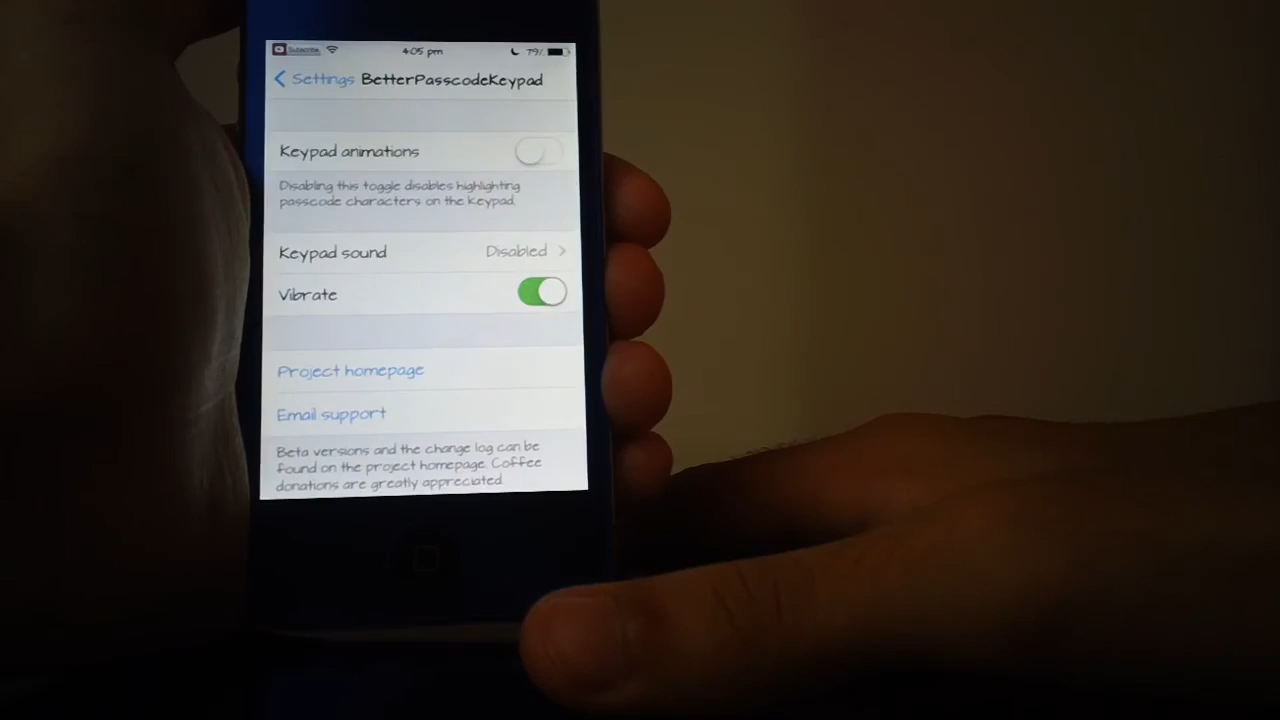 Subscribe 4:05 pm 79%
Settings BetterPasscodeKeypad
Keypad animations
Disabling this toggle disables highlighting
passcode characters on the keypad.
Keypad sound Disabled
Vibrate
Project homepage
Email support
Beta versions and the change log can be
found on the project homepage. Coffee
donations are greatly appreciated